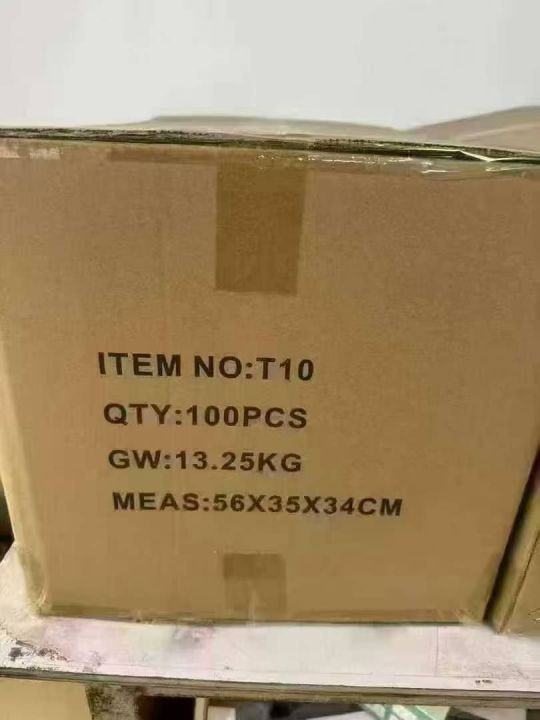 ITEM NO:T10
QTY:100PCS
GW:13.25KG
MEAS:56X35X34CM